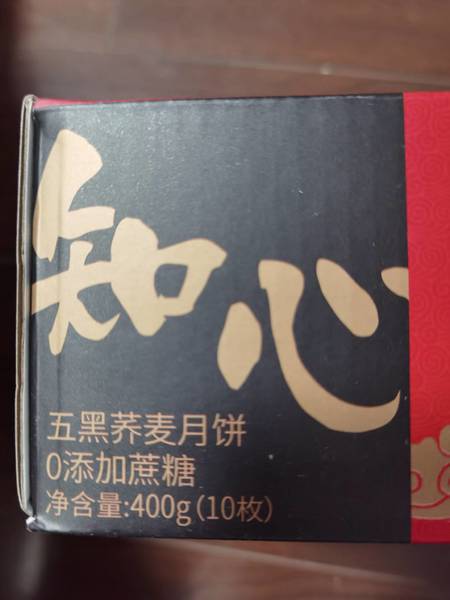 知心
五黑荞麦月饼
0添加蔗糖
净含量:400g(10枚)